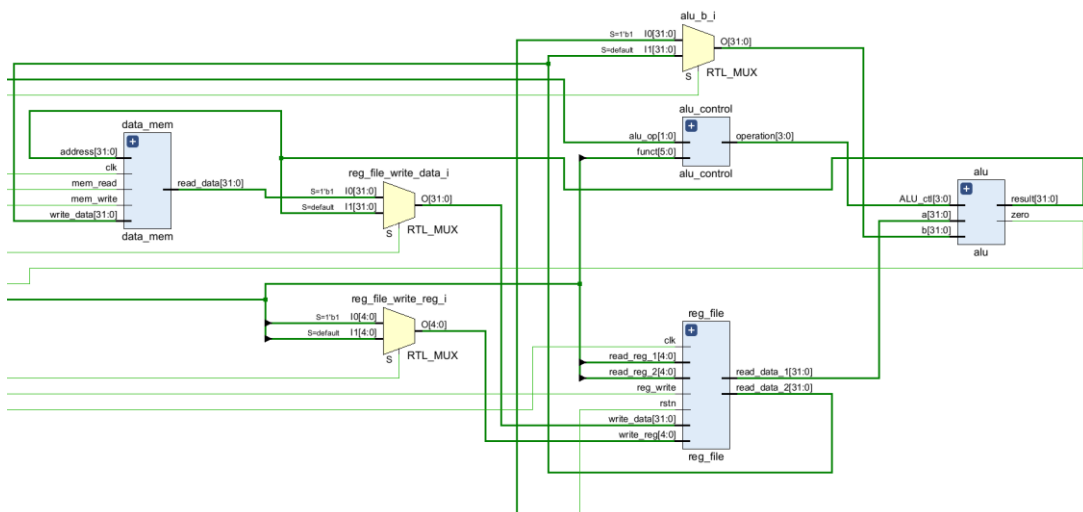 alu_b_i
S=1'b1 I0[31:0]
S=default I1[31:0]
O[31:0]
S
RTL_MUX
data_mem
address[31:0]
clk
mem_read
mem_write
write_data[31:0]
read_data[31:0]
data_mem
reg_file_write_data_i
S=1'b1 I0[31:0]
S=default I1[31:0]
O[31:0]
S
RTL_MUX
alu_control
alu_op[1:0]
funct[5:0]
operation[3:0]
alu_control
alu
ALU_ctl[3:0]
a[31:0]
b[31:0]
result[31:0]
zero
alu
reg_file_write_reg_i
S=1'b1 I0[4:0]
S=default I1[4:0]
O[4:0]
S
RTL_MUX
reg_file
clk
read_reg_1[4:0]
read_reg_2[4:0]
reg_write
rstn
write_data[31:0]
write_reg[4:0]
read_data_1[31:0]
read_data_2[31:0]
reg_file